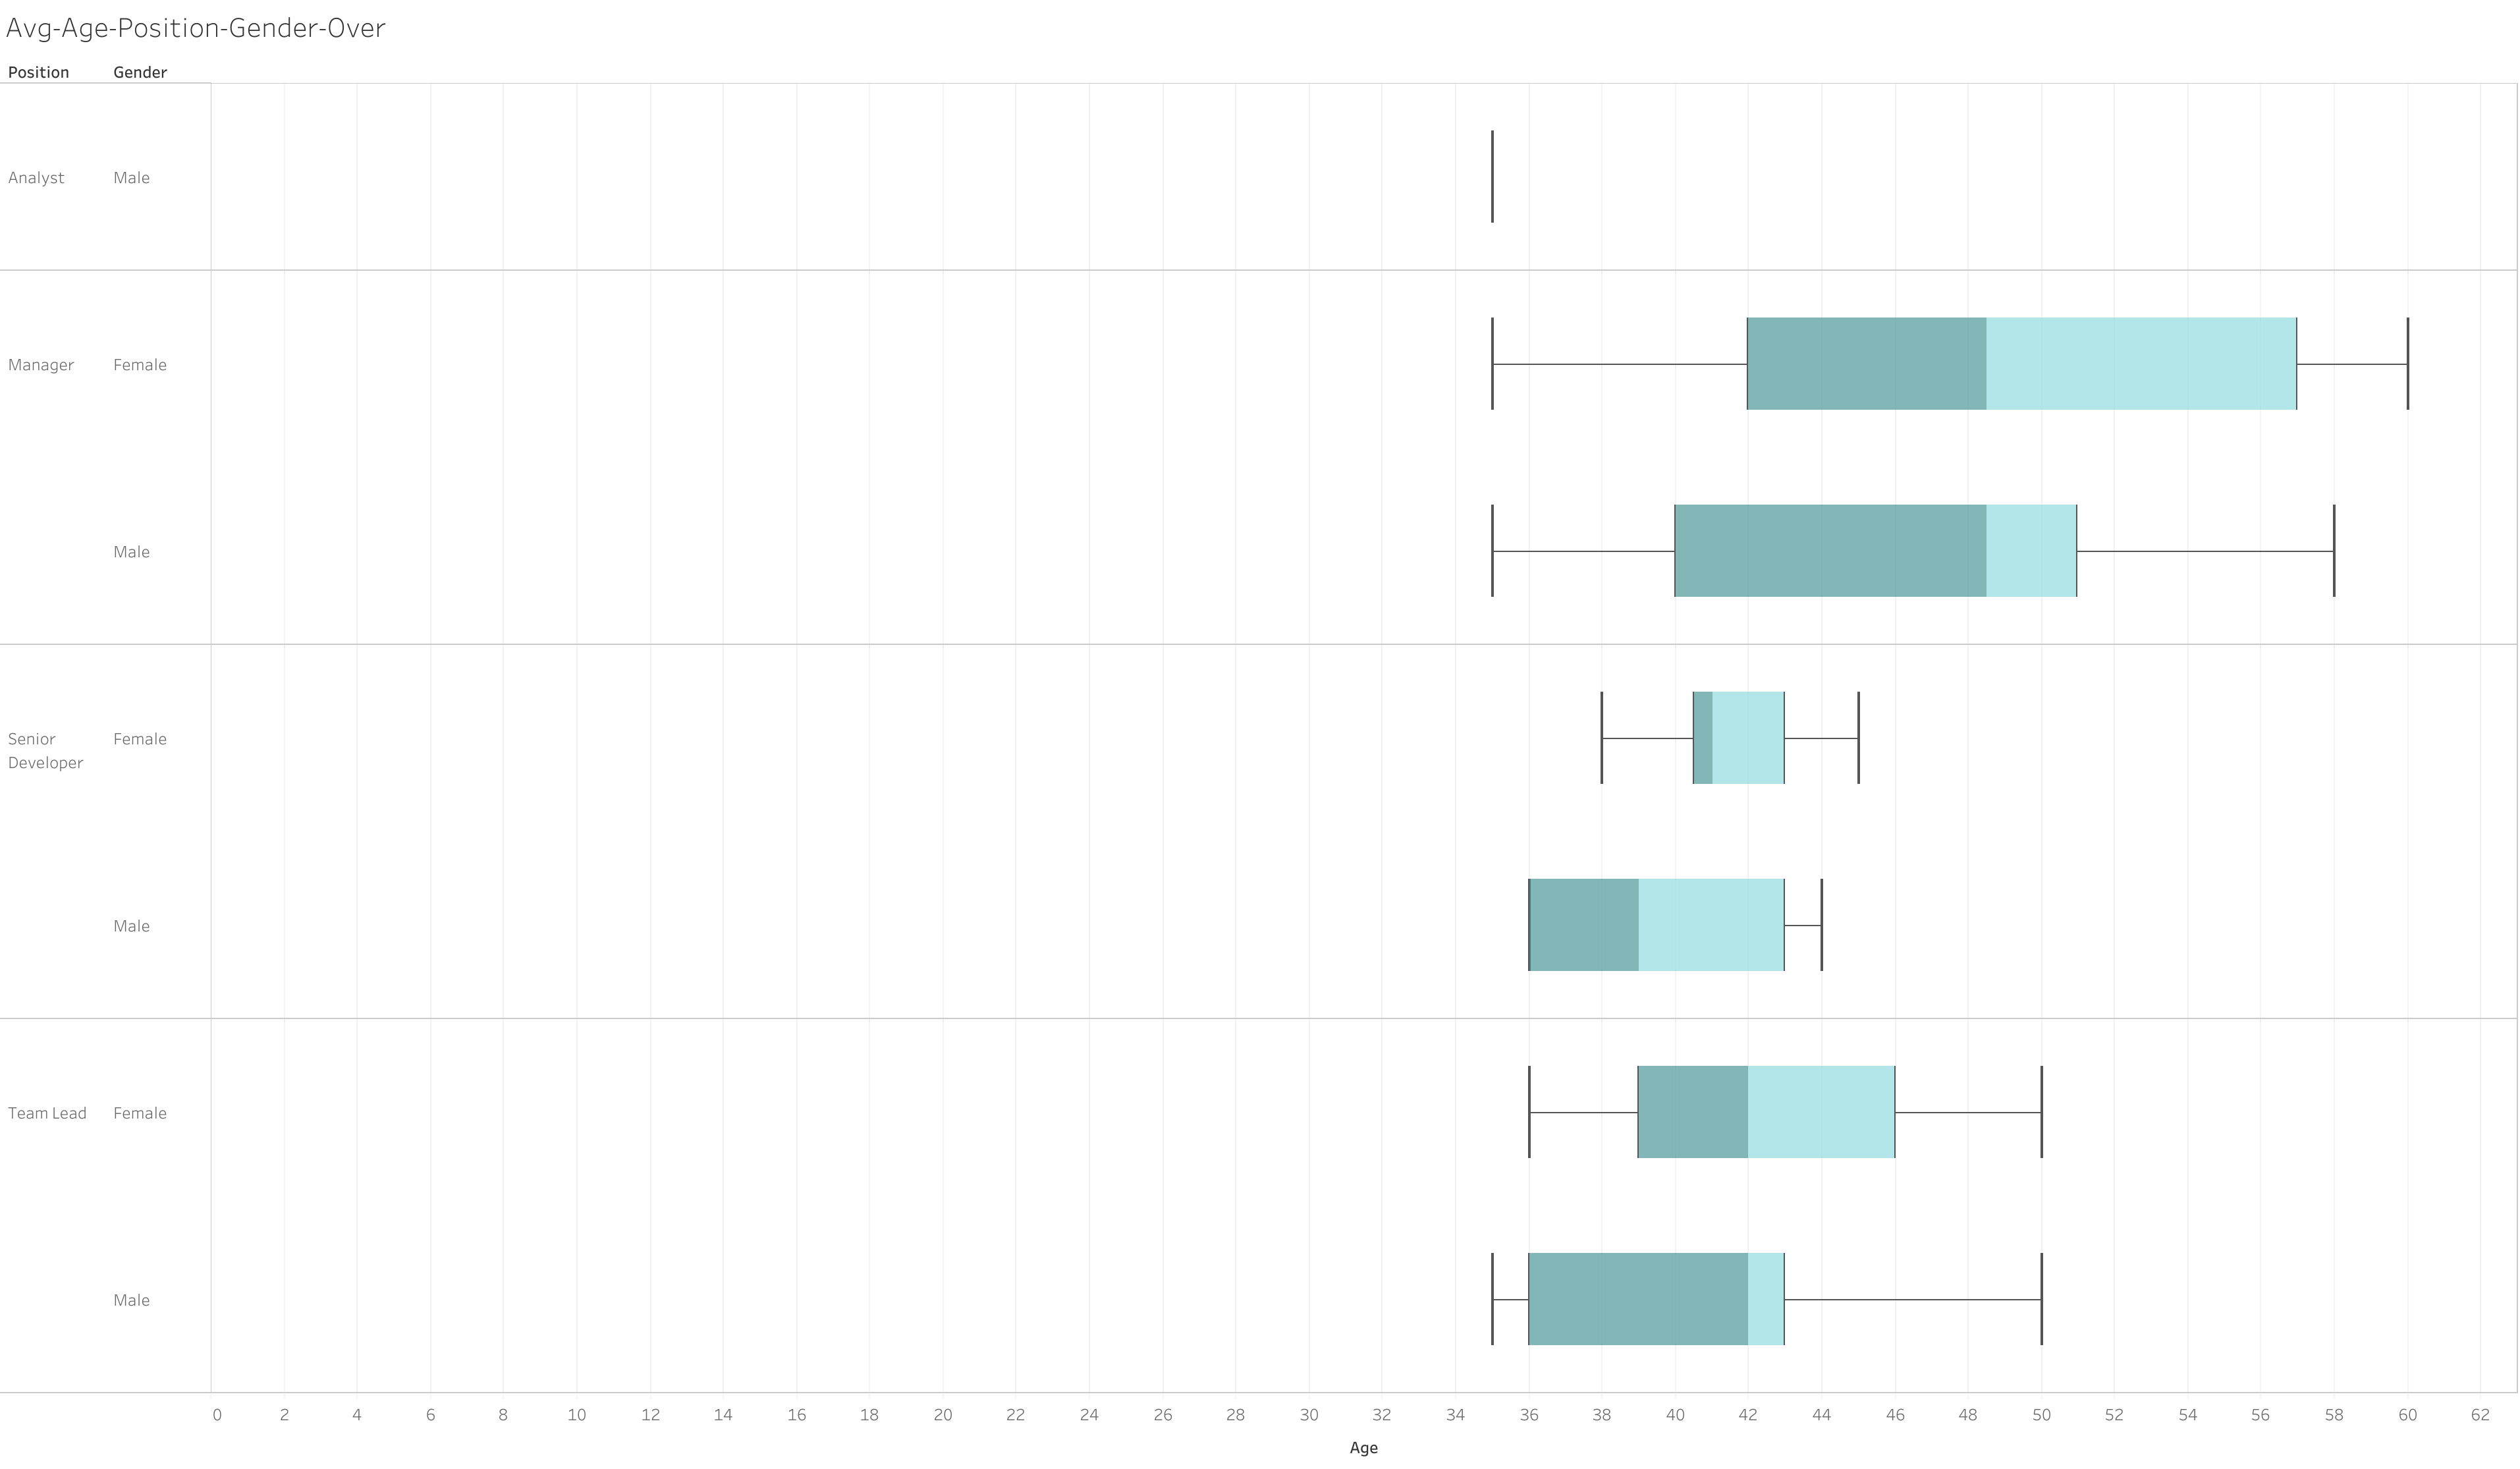 Avg-Age-Position-Gender-Over
Position Gender
Analyst Male
Manager Female
Male
Senior Female
Developer
Male
Team Lead Female
Male
0 2 4 6 8 10 12 14 16 18 20 22 24 26 28 30 32 34 36 38 40 42 44 46 48 50 52 54 56 58 60 62
Age